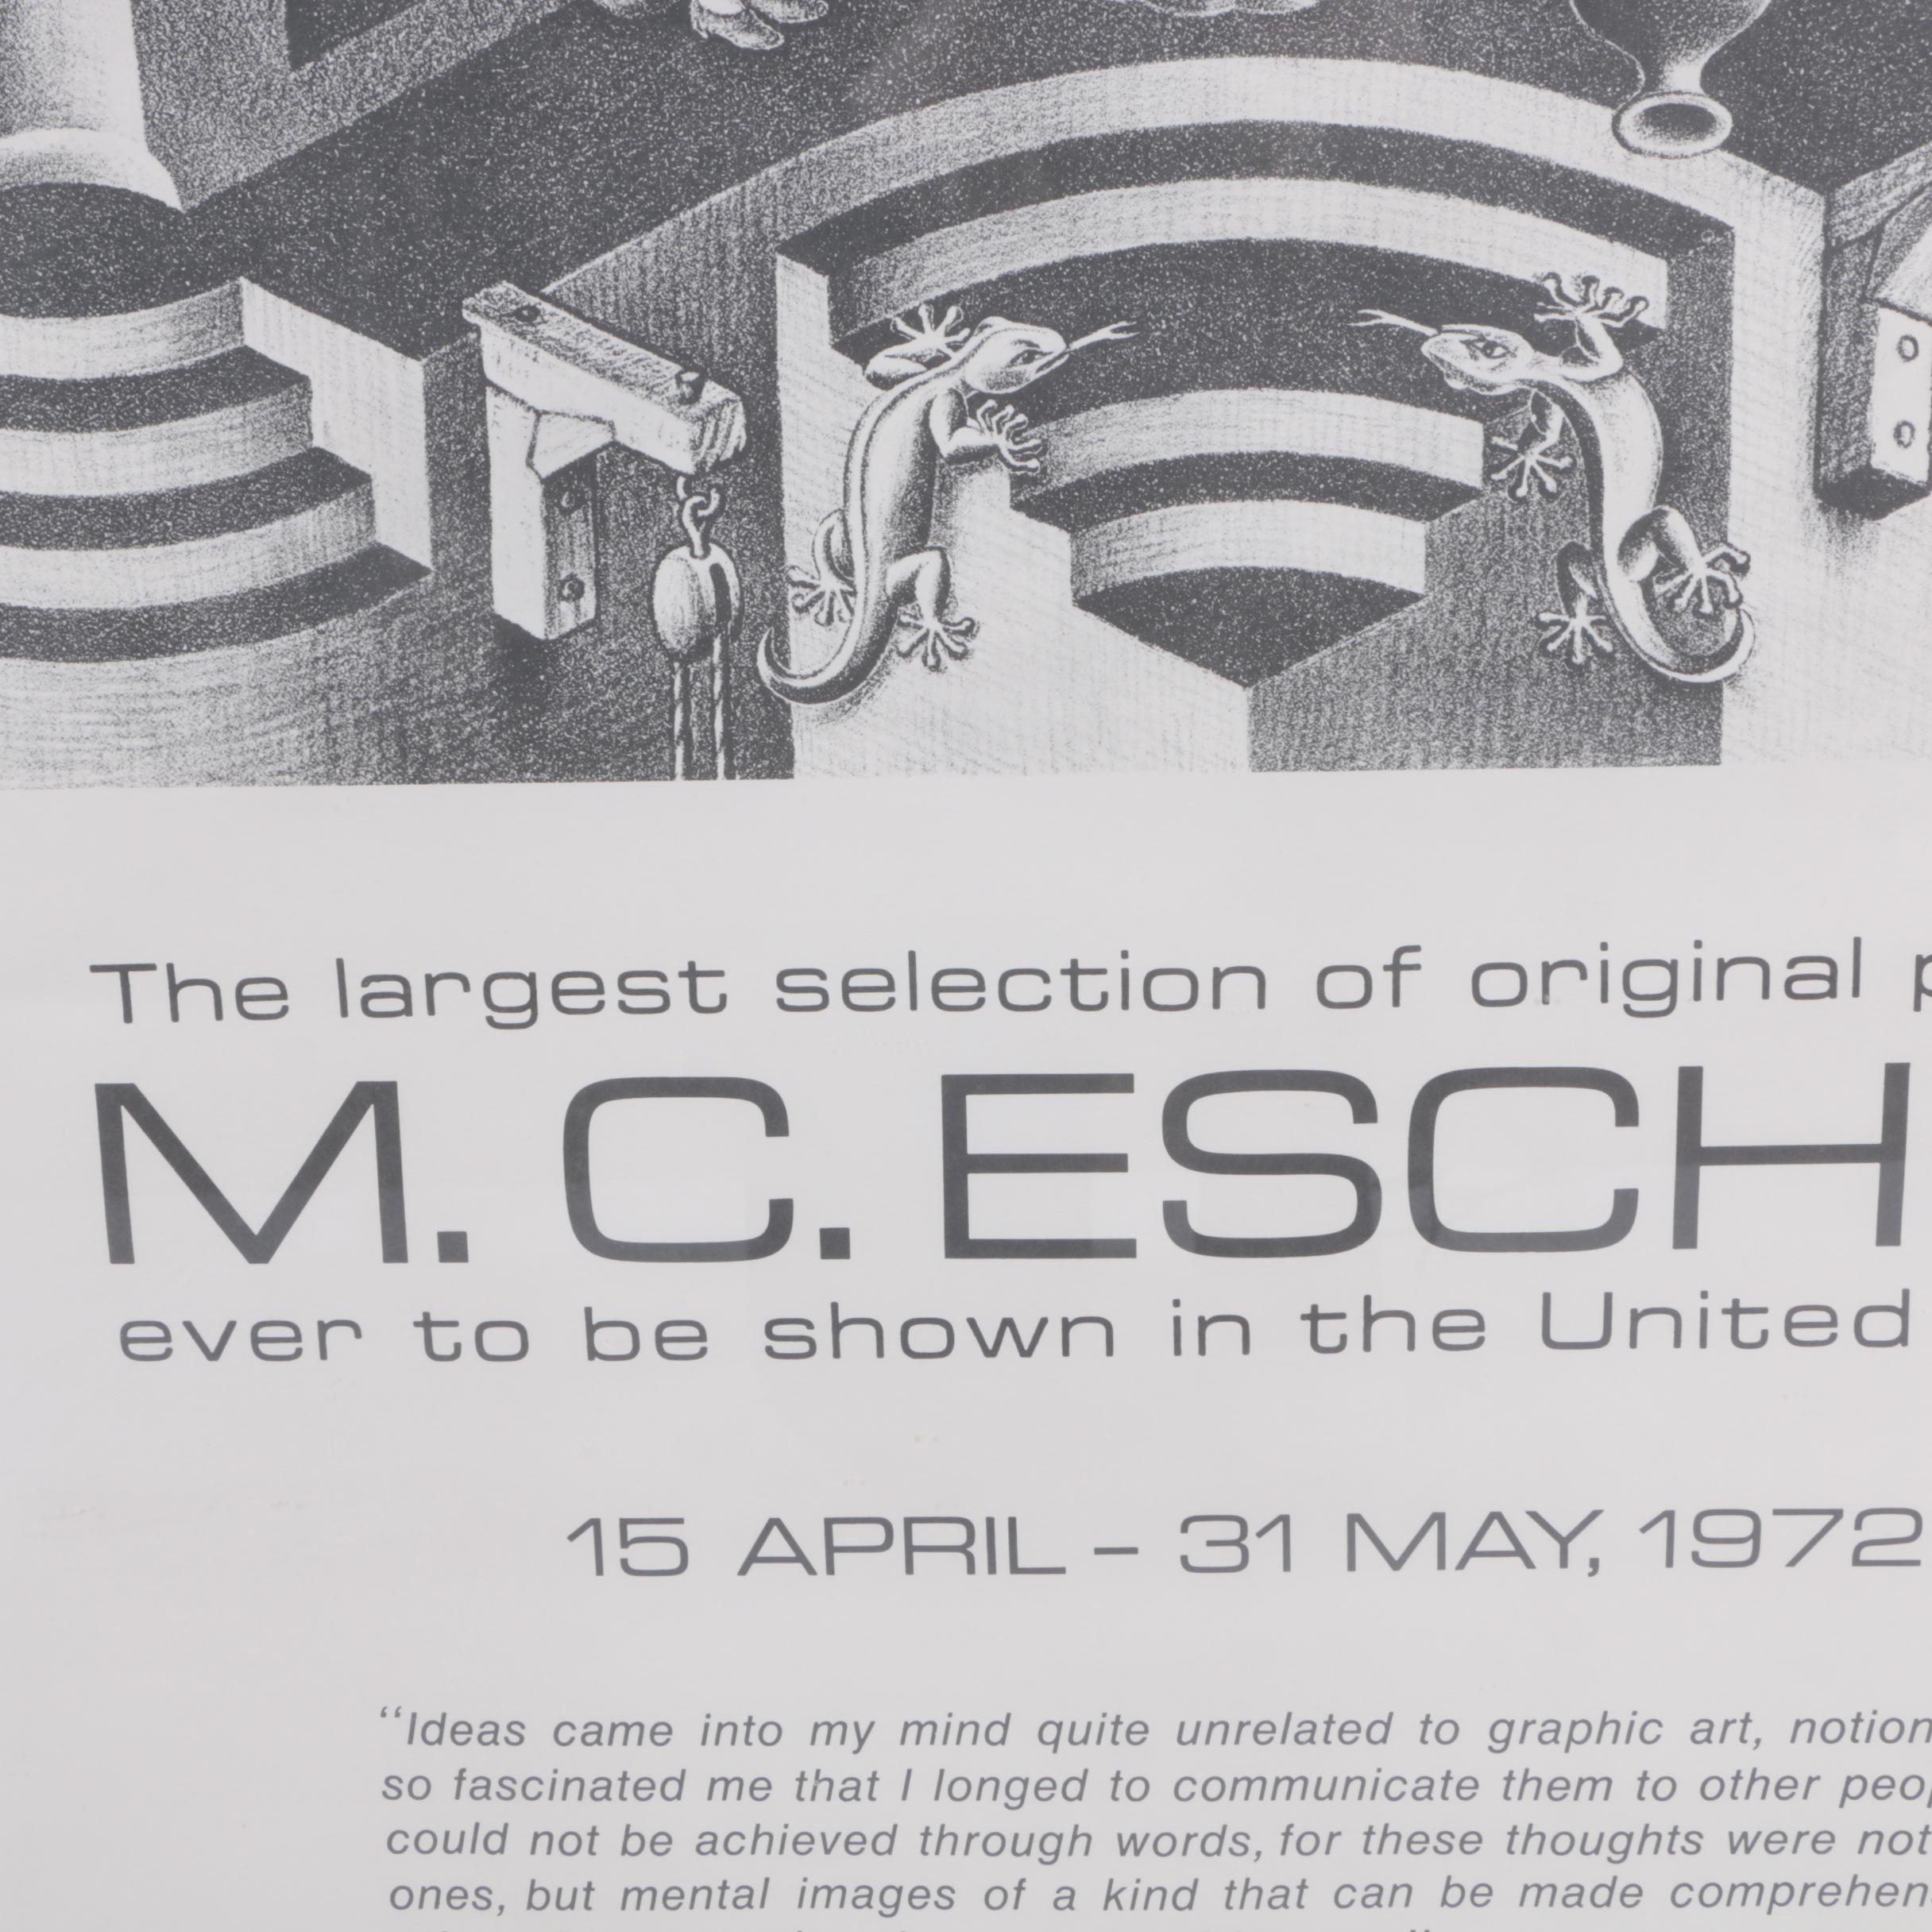 The largest selection of original
M. C. ESCH
ever to be shown in the United
15 APRIL – 31 MAY, 1972
“Ideas came into my mind quite unrelated to graphic art, notion
so fascinated me that I longed to communicate them to other peo
could not be achieved through words, for these thoughts were not
ones, but mental images of a kind that can be made comprehen